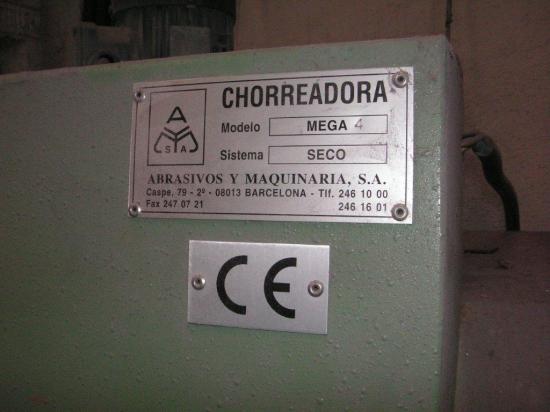 CHORREADORA
Modelo MEGA 4
Sistema SECO
AMSA
ABRASIVOS Y MAQUINARIA, S.A.
Caspe, 79 - 2º - 08013 BARCELONA - Tlf. 246 10 00
Fax 247 07 21 246 16 01
CE